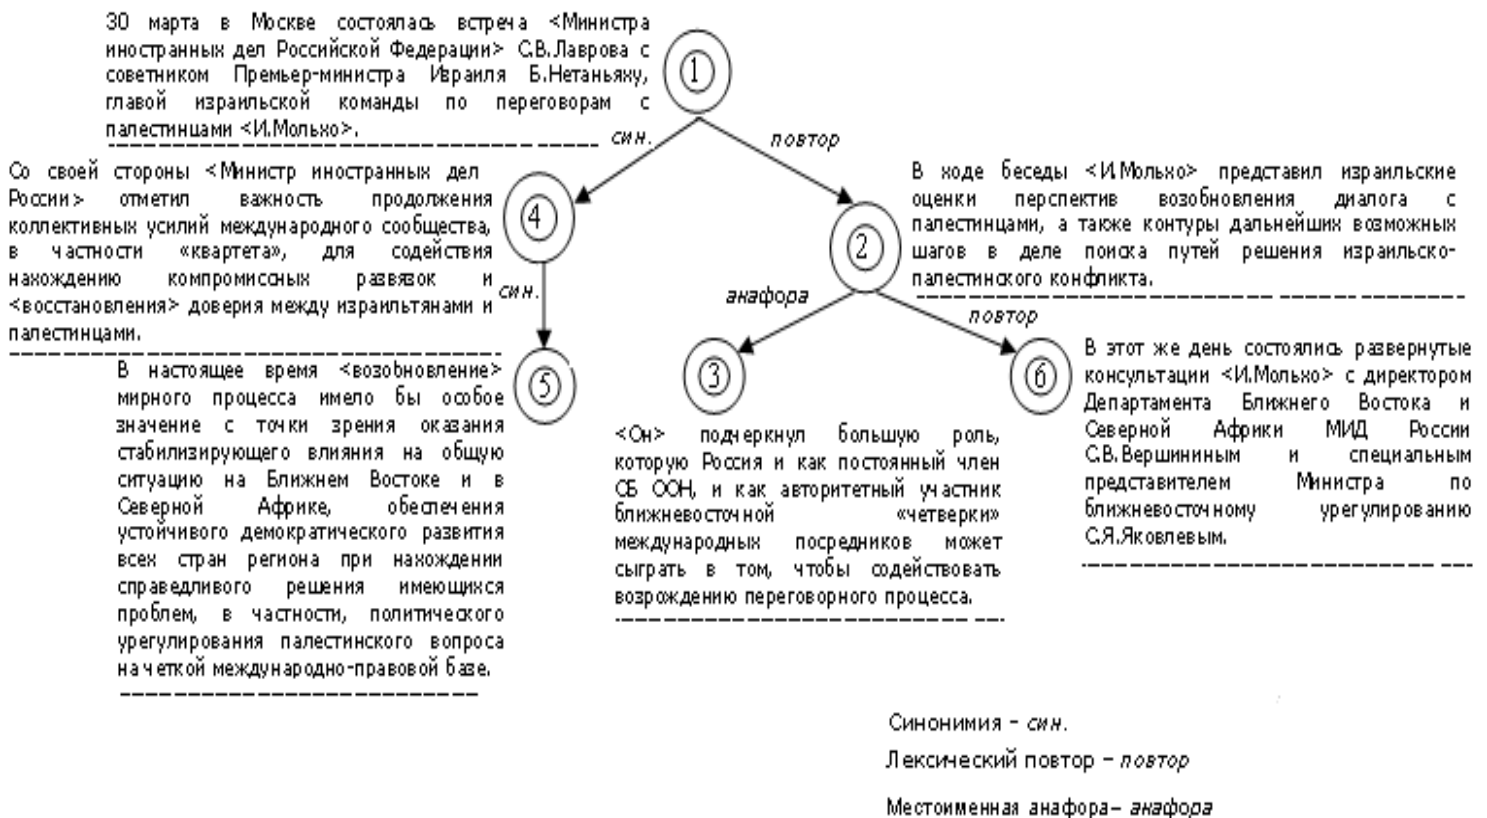 30 марта в Москве состоялась встреча <Министра
иностранных дел Российской Федерации> С.В.Лаврова с
советником Премьер-министра Израиля Б.Нетаньяху,
главой израильской команды по переговорам с
палестинцами <И.Мольхо>.
1
син.
повтор
Со своей стороны <Министр иностранных дел
России> отметил важность продолжения
коллективных усилий международного сообщества,
в частности «квартета», для содействия
нахождению компромиссных развязок и
<восстановления> доверия между израильтянами и
палестинцами.
4
2
В ходе беседы <И.Мольхо> представил израильские
оценки перспектив возобновления диалога с
палестинцами, а также контуры дальнейших возможных
шагов в деле поиска путей решения израильско-
палестинского конфликта.
син.
анафора
повтор
В настоящее время <возобновление>
мирного процесса имело бы особое
значение с точки зрения оказания
стабилизирующего влияния на общую
ситуацию на Ближнем Востоке и в
Северной Африке, обеспечения
устойчивого демократического развития
всех стран региона при нахождении
справедливого решения имеющихся
проблем, в частности, политического
урегулирования палестинского вопроса
на четкой международно-правовой базе.
5
3
6
<Он> подчеркнул большую роль,
которую Россия и как постоянный член
СБ ООН, и как авторитетный участник
ближневосточной «четверки»
международных посредников может
сыграть в том, чтобы содействовать
возрождению переговорного процесса.
В этот же день состоялись развернутые
консультации <И.Мольхо> с директором
Департамента Ближнего Востока и
Северной Африки МИД России
С.В.Вершининым и специальным
представителем Министра по
ближневосточному урегулированию
С.Я.Яковлевым.
Синонимия – син.
Лексический повтор – повтор
Местоименная анафора– анафора